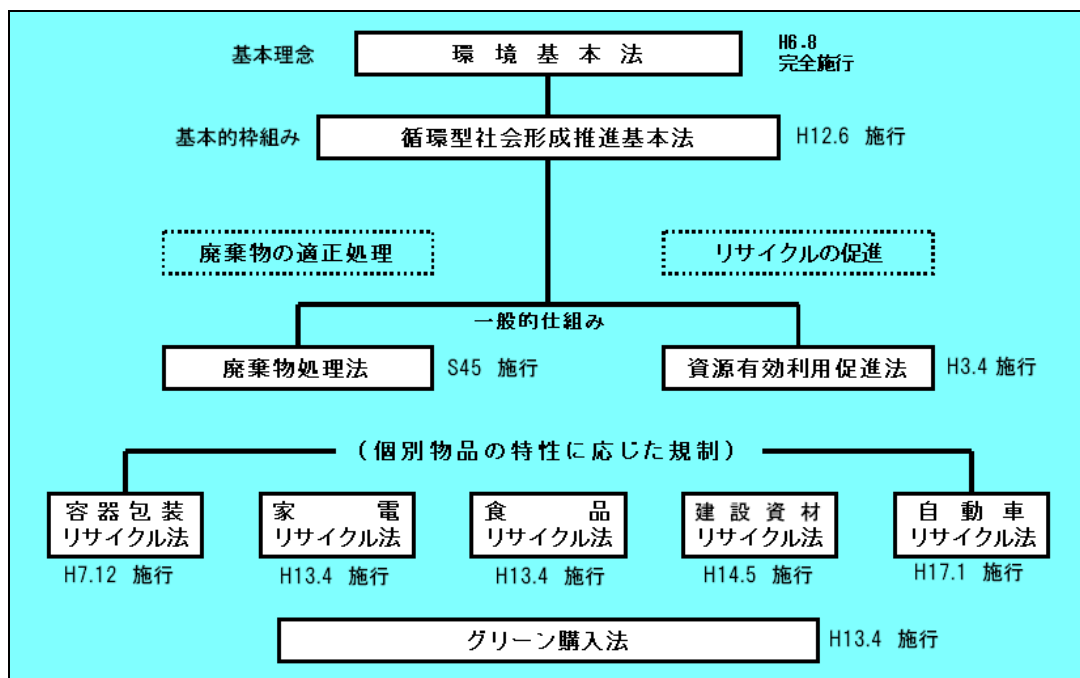 基本理念
環境基本法
H6.8
完全施行
基本的枠組み
循環型社会形成推進基本法
H12.6 施行
廃棄物の適正処理
リサイクルの促進
一般的仕組み
廃棄物処理法
S45 施行
資源有効利用促進法
H3.4 施行
(個別物品の特性に応じた規制)
容器包装
リサイクル法
H7.12 施行
家電
リサイクル法
H13.4 施行
食品
リサイクル法
H13.4 施行
建設資材
リサイクル法
H14.5 施行
自動車
リサイクル法
H17.1 施行
グリーン購入法
H13.4 施行